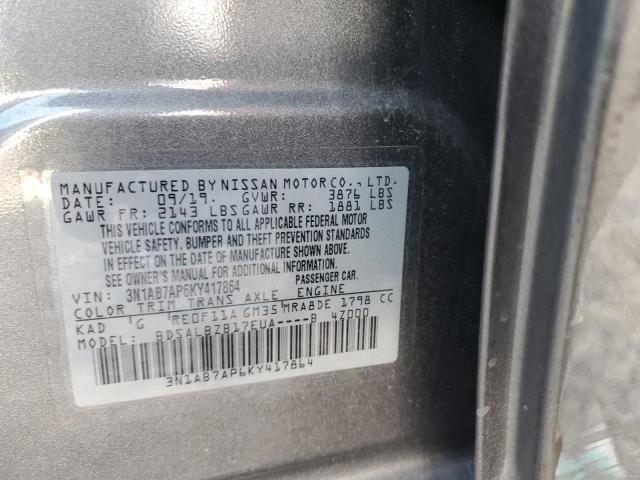 MANUFACTURED BY NISSAN MOTOR CO., LTD.
DATE: 09/19. GVWR: 3876 LBS
GAWR FR: 2143 LBS GAWR RR: 1881 LBS
THIS VEHICLE CONFORMS TO ALL APPLICABLE FEDERAL MOTOR
VEHICLE SAFETY, BUMPER AND THEFT PREVENTION STANDARDS
IN EFFECT ON THE DATE OF MANUFACTURE SHOWN ABOVE.
SEE OWNER'S MANUAL FOR ADDITIONAL INFORMATION
VIN: 3N1AB7AP6KY417864 PASSENGER CAR.
COLOR TRIM TRANS AXLE ENGINE
KAD G RE0F11A GM35 MRA8DE 1798 CC
MODEL: BDSALBZB17EUA----B 4Z000
3N1AB7AP6KY417864